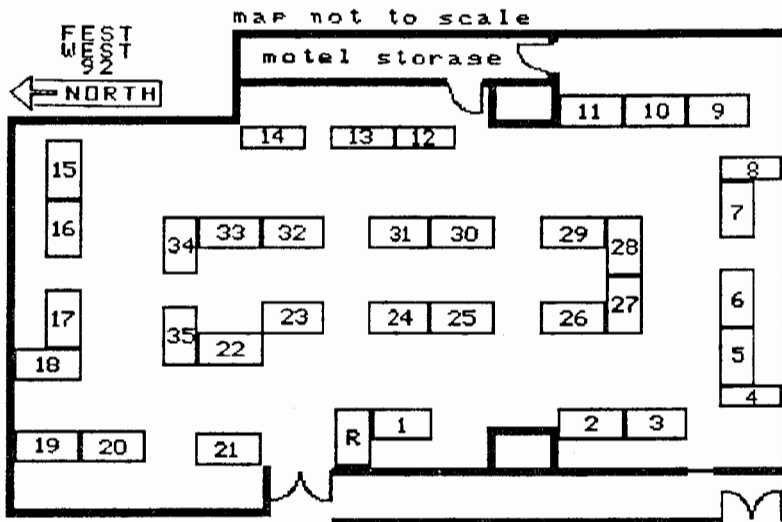 map not to scale
FEST
WEST
92
NORTH
motel storage
11 10 9
14 13 12
15
8
16
7
34 33 32 31 30 29 28
17
6
35 23 24 25 26 27
22
18
5
4
19 20 21
R 1 2 3